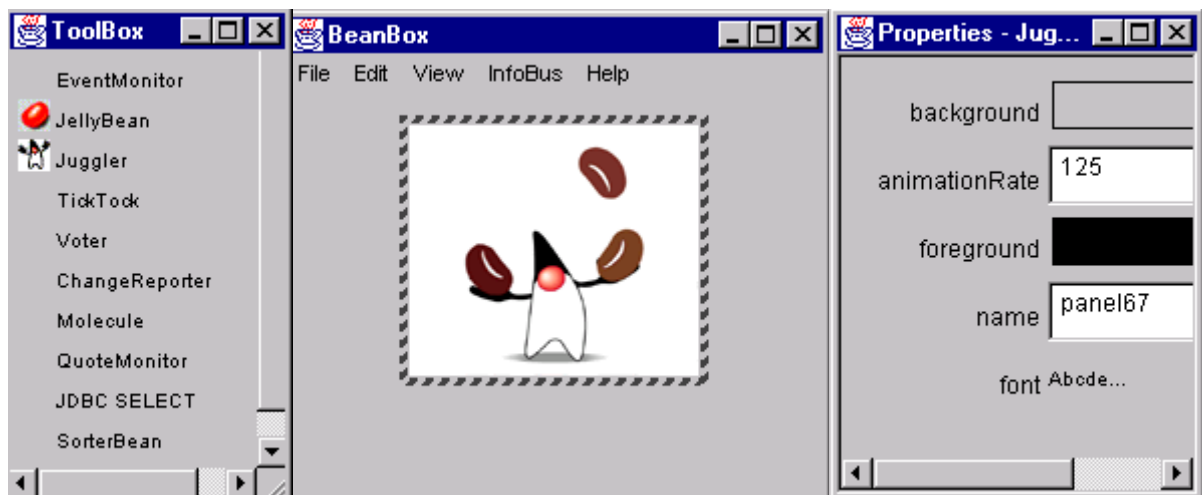 ToolBox
EventMonitor
JellyBean
Juggler
TickTock
Voter
ChangeReporter
Molecule
QuoteMonitor
JDBC SELECT
SorterBean
BeanBox
File Edit View InfoBus Help
Properties - Jug...
background
animationRate 125
foreground
name panel67
font Abcde...